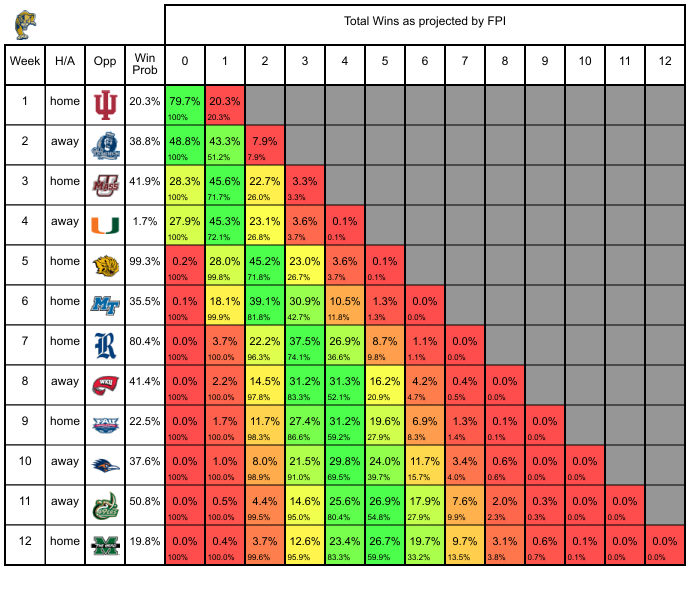 Total Wins as projected by FPI
Week H/A Opp Win Prob 0 1 2 3 4 5 6 7 8 9 10 11 12
1 home 20.3% 79.7% 20.3%
100% 20.3%
2 away 38.8% 48.8% 43.3% 7.9%
100% 51.2% 7.9%
3 home 41.9% 28.3% 45.6% 22.7% 3.3%
100% 71.7% 26.0% 3.3%
4 away 1.7% 27.9% 45.3% 23.1% 3.6% 0.1%
100% 72.1% 26.8% 3.7% 0.1%
5 home 99.3% 0.2% 28.0% 45.2% 23.0% 3.6% 0.1%
100% 99.8% 71.8% 26.7% 3.7% 0.1%
6 home MT 35.5% 0.1% 18.1% 39.1% 30.9% 10.5% 1.3% 0.0%
100% 99.9% 81.8% 42.7% 11.8% 1.3% 0.0%
7 home R 80.4% 0.0% 3.7% 22.2% 37.5% 26.9% 8.7% 1.1% 0.0%
100% 100.0% 96.3% 74.1% 36.6% 9.8% 1.1% 0.0%
8 away WKU 41.4% 0.0% 2.2% 14.5% 31.2% 31.3% 16.2% 4.2% 0.4% 0.0%
100% 100.0% 97.8% 83.3% 52.1% 20.9% 4.7% 0.5% 0.0%
9 home FAU 22.5% 0.0% 1.7% 11.7% 27.4% 31.2% 19.6% 6.9% 1.3% 0.1% 0.0%
100% 100.0% 98.3% 86.6% 59.2% 27.9% 8.3% 1.4% 0.1% 0.0%
10 away 37.6% 0.0% 1.0% 8.0% 21.5% 29.8% 24.0% 11.7% 3.4% 0.6% 0.0% 0.0%
100% 100.0% 98.9% 91.0% 69.5% 39.7% 15.7% 4.0% 0.6% 0.0% 0.0%
11 away 50.8% 0.0% 0.5% 4.4% 14.6% 25.6% 26.9% 17.9% 7.6% 2.0% 0.3% 0.0% 0.0%
100% 100.0% 99.5% 95.0% 80.4% 54.8% 27.9% 9.9% 2.3% 0.3% 0.0% 0.0%
12 home M 19.8% 0.0% 0.4% 3.7% 12.6% 23.4% 26.7% 19.7% 9.7% 3.1% 0.6% 0.1% 0.0% 0.0%
100% 100.0% 99.6% 95.9% 83.3% 59.9% 33.2% 13.5% 3.8% 0.7% 0.1% 0.0% 0.0%